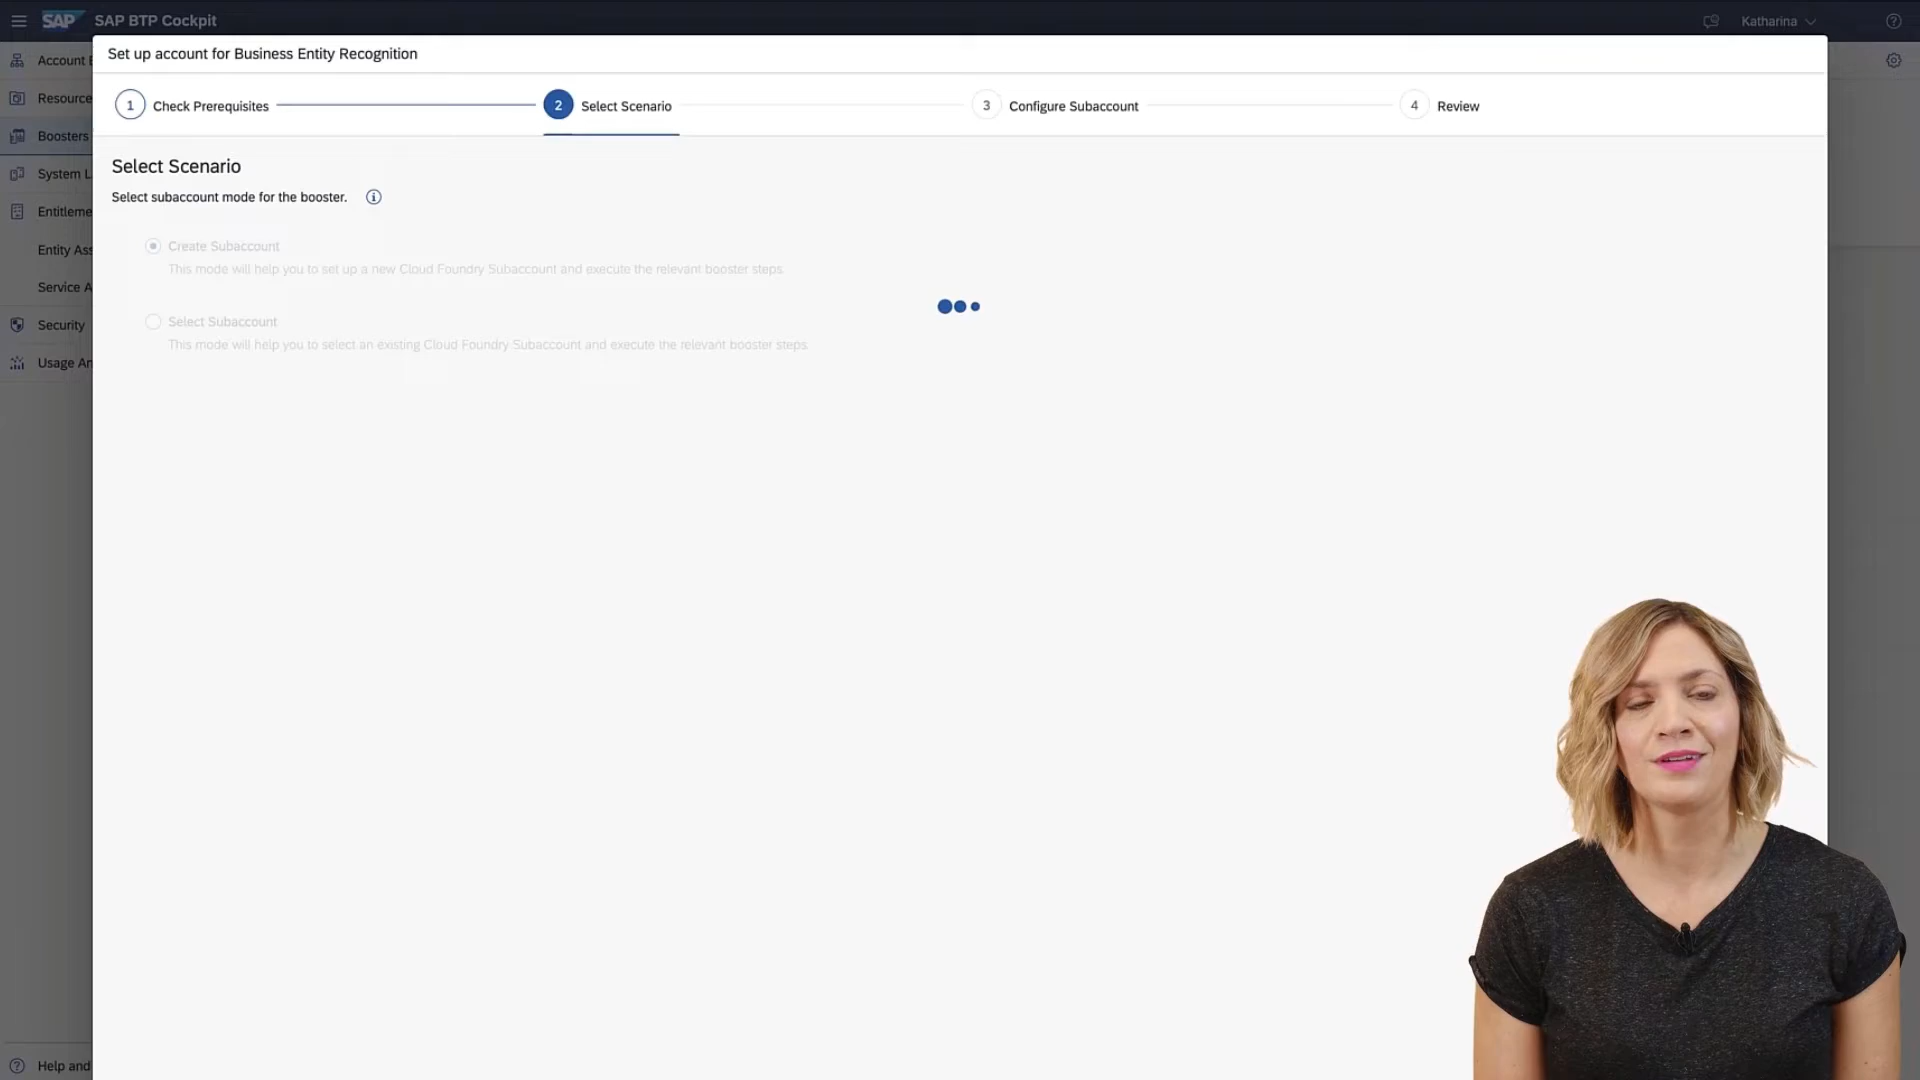 SAP
SAP BTP Cockpit
Katharina
Set up account for Business Entity Recognition
1 Check Prerequisites
2 Select Scenario
3 Configure Subaccount
4 Review
Account
Resource
Boosters
System L
Entitleme
Entity Ass
Service A
Security
Usage An
Help and
Select Scenario
Select subaccount mode for the booster.
Create Subaccount
This mode will help you to set up a new Cloud Foundry Subaccount and execute the relevant booster steps.
Select Subaccount
This mode will help you to select an existing Cloud Foundry Subaccount and execute the relevant booster steps.